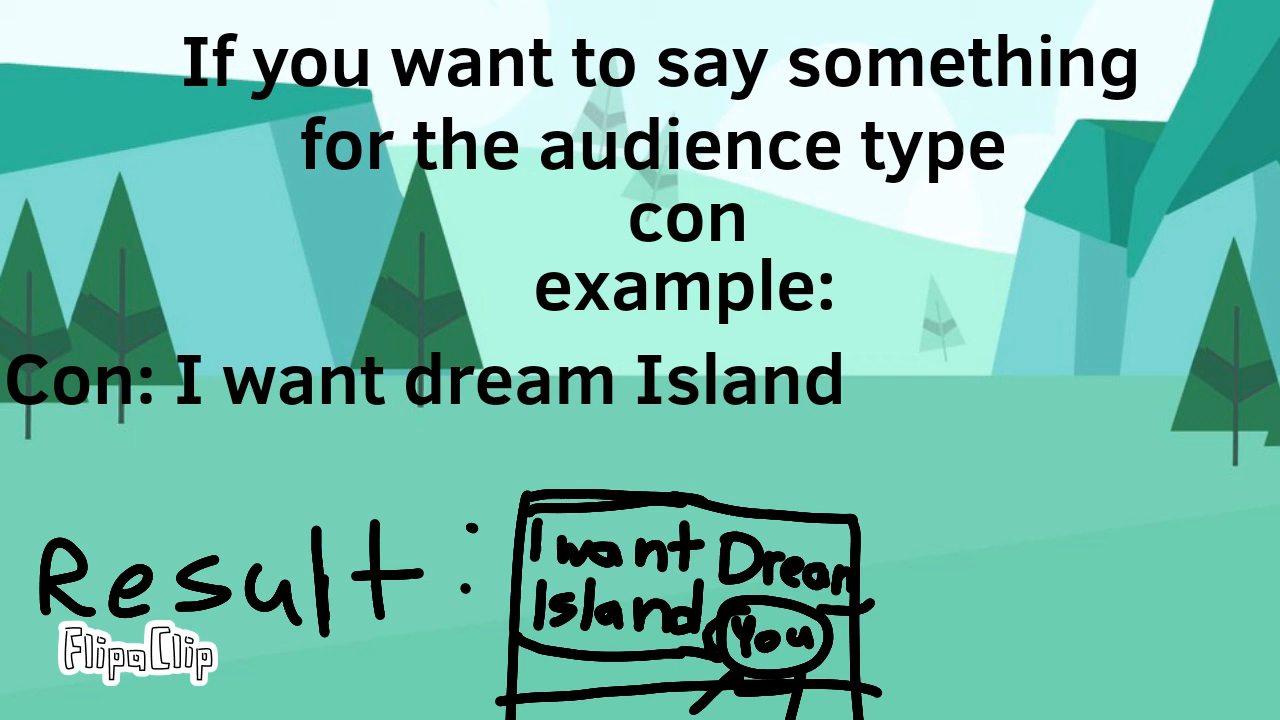 If you want to say something
for the audience type
con
example:
Con: I want dream Island
Result:
I want Dream
Island
You
FlipaClip